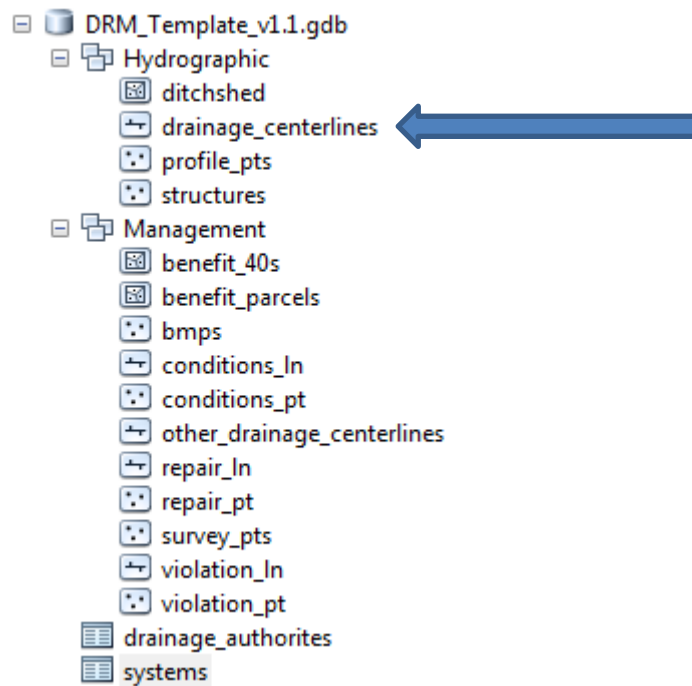 DRM_Template_v1.1.gdb
Hydrographic
ditchshed
drainage_centerlines
profile_pts
structures
Management
benefit_40s
benefit_parcels
bmps
conditions_ln
conditions_pt
other_drainage_centerlines
repair_ln
repair_pt
survey_pts
violation_ln
violation_pt
drainage_authorites
systems